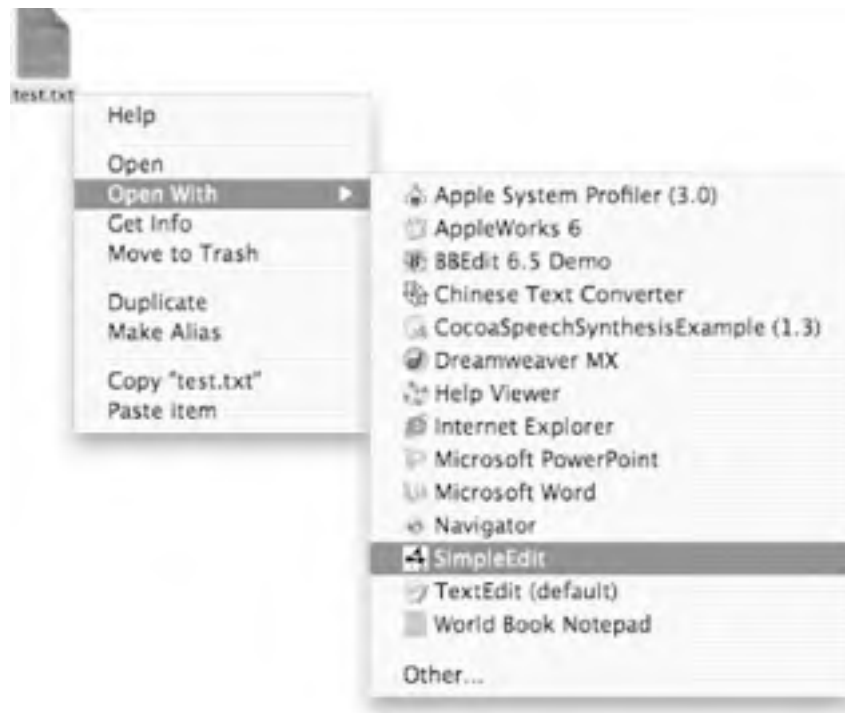 test.txt
Help
Open
Open With
Get Info
Move to Trash
Duplicate
Make Alias
Copy "test.txt"
Paste item
Apple System Profiler (3.0)
AppleWorks 6
BBEdit 6.5 Demo
Chinese Text Converter
CocoaSpeechSynthesisExample (1.3)
Dreamweaver MX
Help Viewer
Internet Explorer
Microsoft PowerPoint
Microsoft Word
Navigator
SimpleEdit
TextEdit (default)
World Book Notepad
Other...